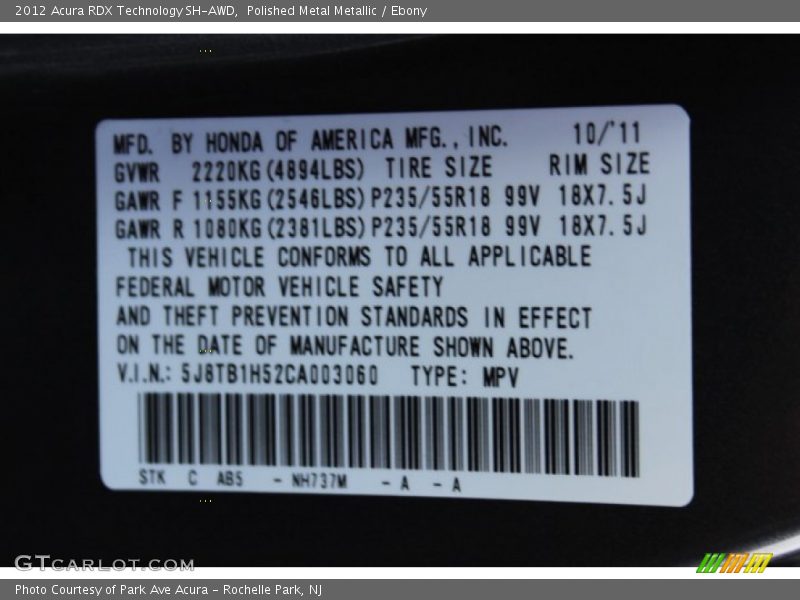 2012 Acura RDX Technology SH-AWD,  Polished Metal Metallic / Ebony
MFD. BY HONDA OF AMERICA MFG., INC. 10/'11
GVWR 2220KG(4894LBS) TIRE SIZE RIM SIZE
GAWR F 1155KG(2546LBS)P235/55R18 99V 18X7.5J
GAWR R 1080KG(2381LBS)P235/55R18 99V 18X7.5J
THIS VEHICLE CONFORMS TO ALL APPLICABLE
FEDERAL MOTOR VEHICLE SAFETY
AND THEFT PREVENTION STANDARDS IN EFFECT
ON THE DATE OF MANUFACTURE SHOWN ABOVE.
V.I.N.: 5J8TB1H52CA003060 TYPE: MPV
STK C AB5 - NH737M - A - A
GTCARLOT.COM
Photo Courtesy of Park Ave Acura - Rochelle Park, NJ